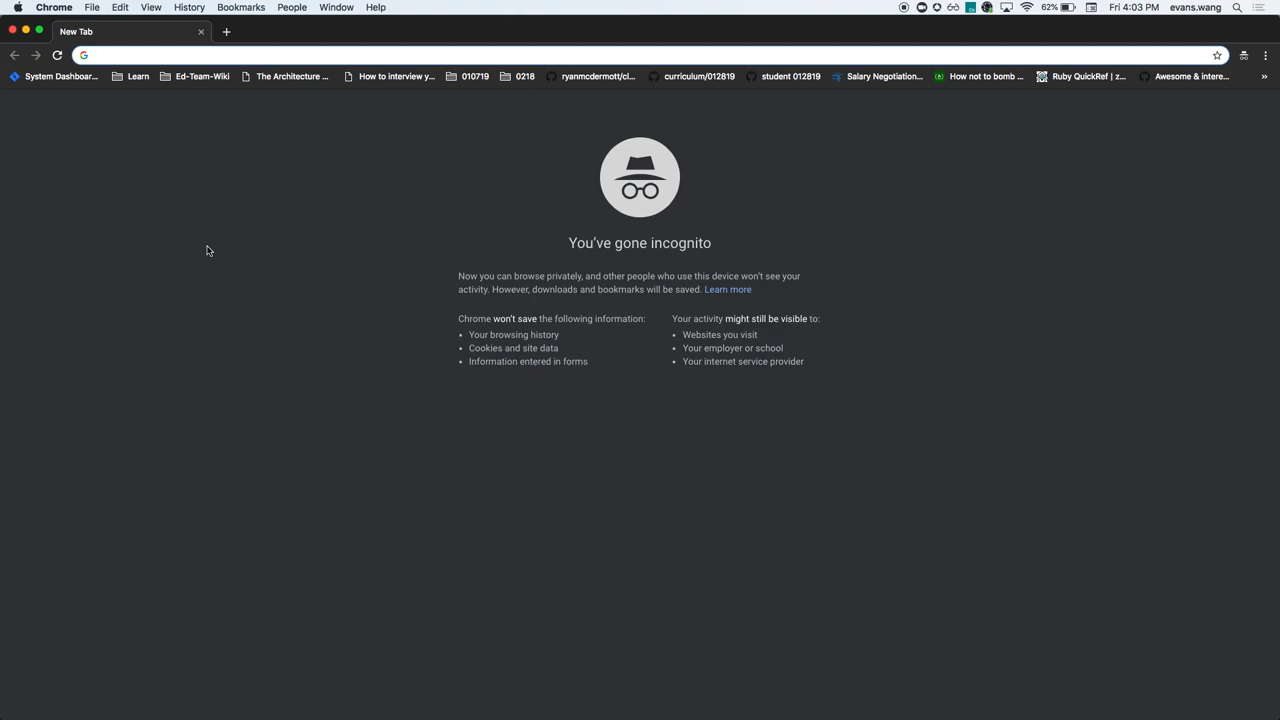 Chrome File Edit View History Bookmarks People Window Help 62% Fri 4:03 PM evans.wang
New Tab
System Dashboar... Learn Ed-Team-Wiki The Architecture ... How to interview y... 010719 0218 ryanmcdermott/cl... curriculum/012819 student 012819 Salary Negotiation... How not to bomb ... Ruby QuickRef | z... Awesome & intere... »
You've gone incognito
Now you can browse privately, and other people who use this device won't see your
activity. However, downloads and bookmarks will be saved. Learn more
Chrome won't save the following information:
• Your browsing history
• Cookies and site data
• Information entered in forms
Your activity might still be visible to:
• Websites you visit
• Your employer or school
• Your internet service provider